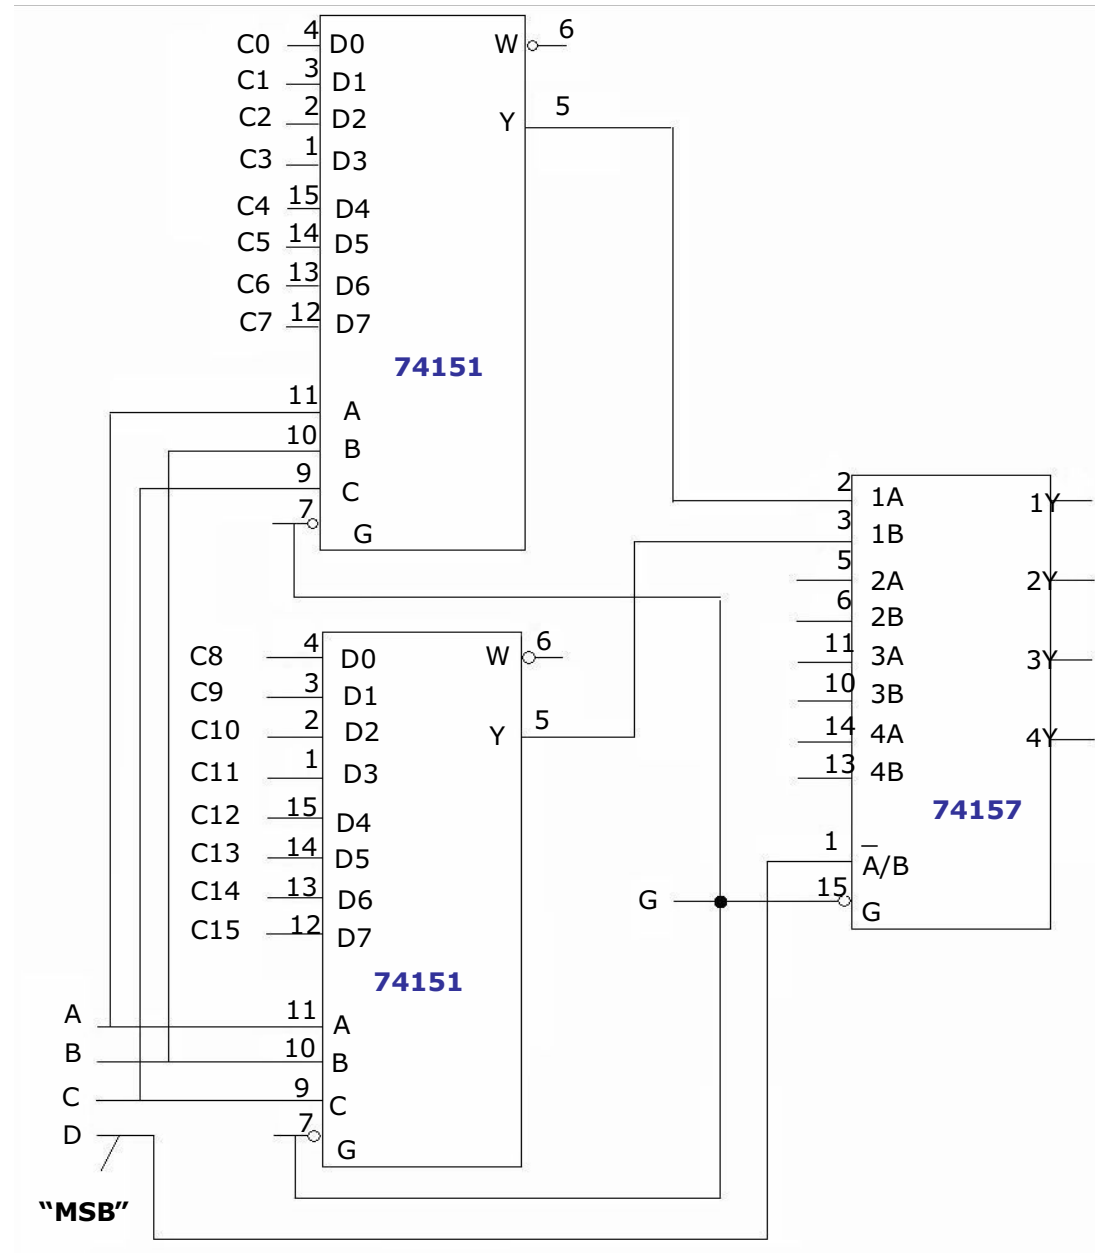 C0 4 D0 W 6
C1 3 D1
C2 2 D2 Y 5
C3 1 D3
C4 15 D4
C5 14 D5
C6 13 D6
C7 12 D7
74151
11 A
10 B
9 C
7 G
2 1A 1Y
3 1B
5 2A 2Y
6 2B
11 3A 3Y
10 3B
14 4A 4Y
13 4B
74157
1 A̅/B
G 15 G
C8 4 D0 W 6
C9 3 D1
C10 2 D2 Y 5
C11 1 D3
C12 15 D4
C13 14 D5
C14 13 D6
C15 12 D7
74151
A 11 A
B 10 B
C 9 C
D 7 G
“MSB”